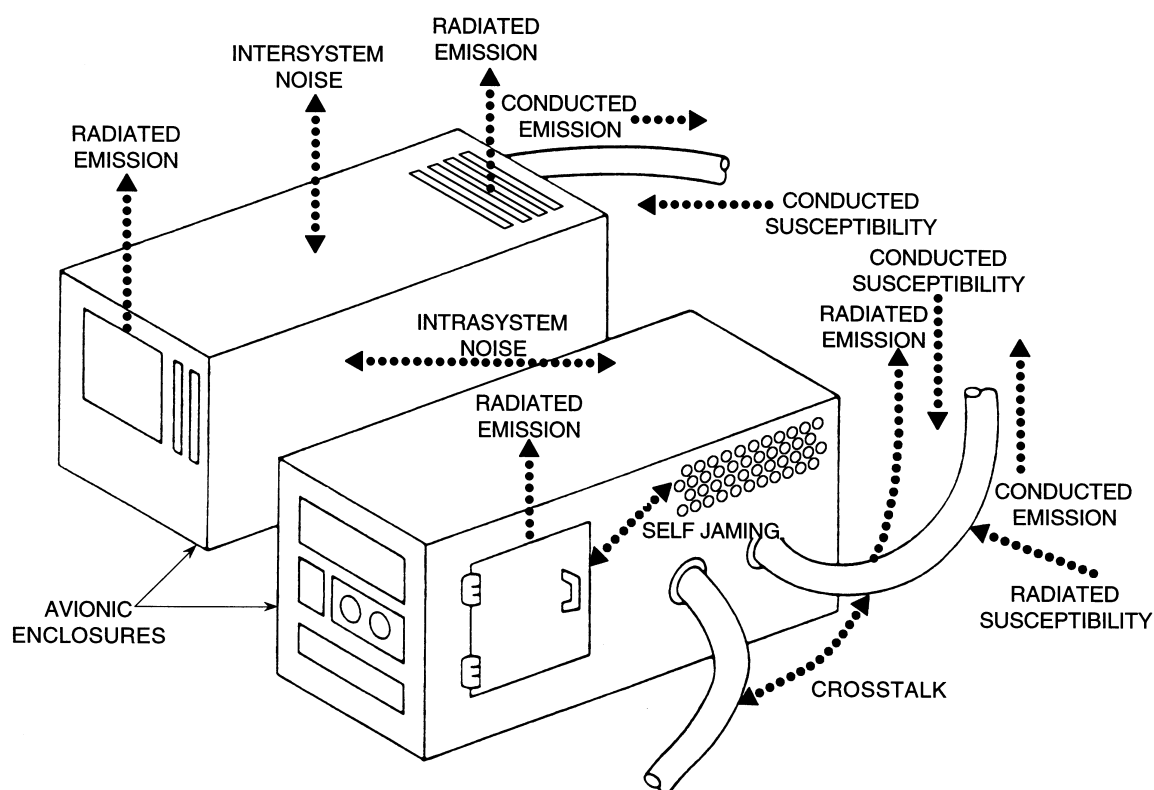 RADIATED
EMISSION
INTERSYSTEM
NOISE
CONDUCTED
EMISSION
RADIATED
EMISSION
CONDUCTED
SUSCEPTIBILITY
CONDUCTED
SUSCEPTIBILITY
RADIATED
EMISSION
INTRASYSTEM
NOISE
RADIATED
EMISSION
CONDUCTED
EMISSION
SELF JAMING
RADIATED
SUSCEPTIBILITY
AVIONIC
ENCLOSURES
CROSSTALK